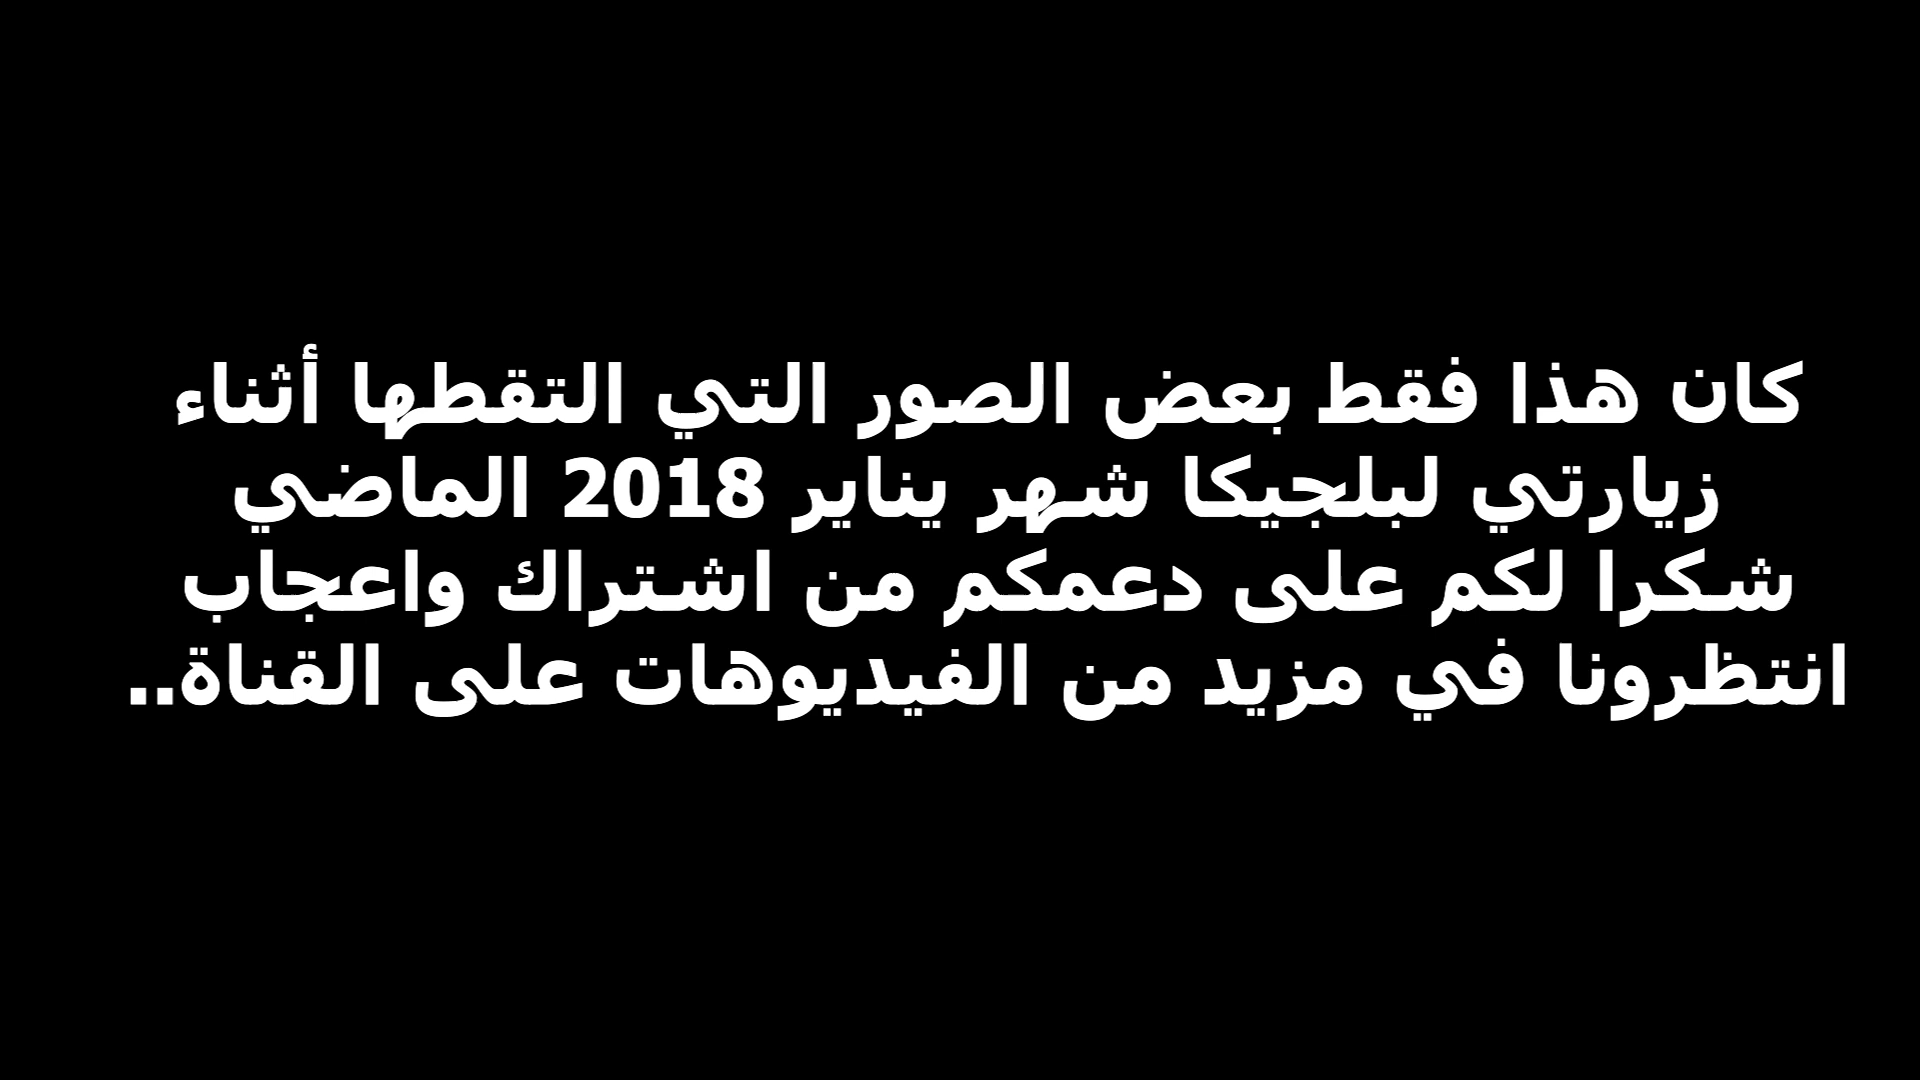 كان هذا فقط بعض الصور التي التقطها أثناء
زيارتي لبلجيكا شهر يناير 2018 الماضي
شكرا لكم على دعمكم من اشتراك واعجاب
انتظرونا في مزيد من الفيديوهات على القناة..